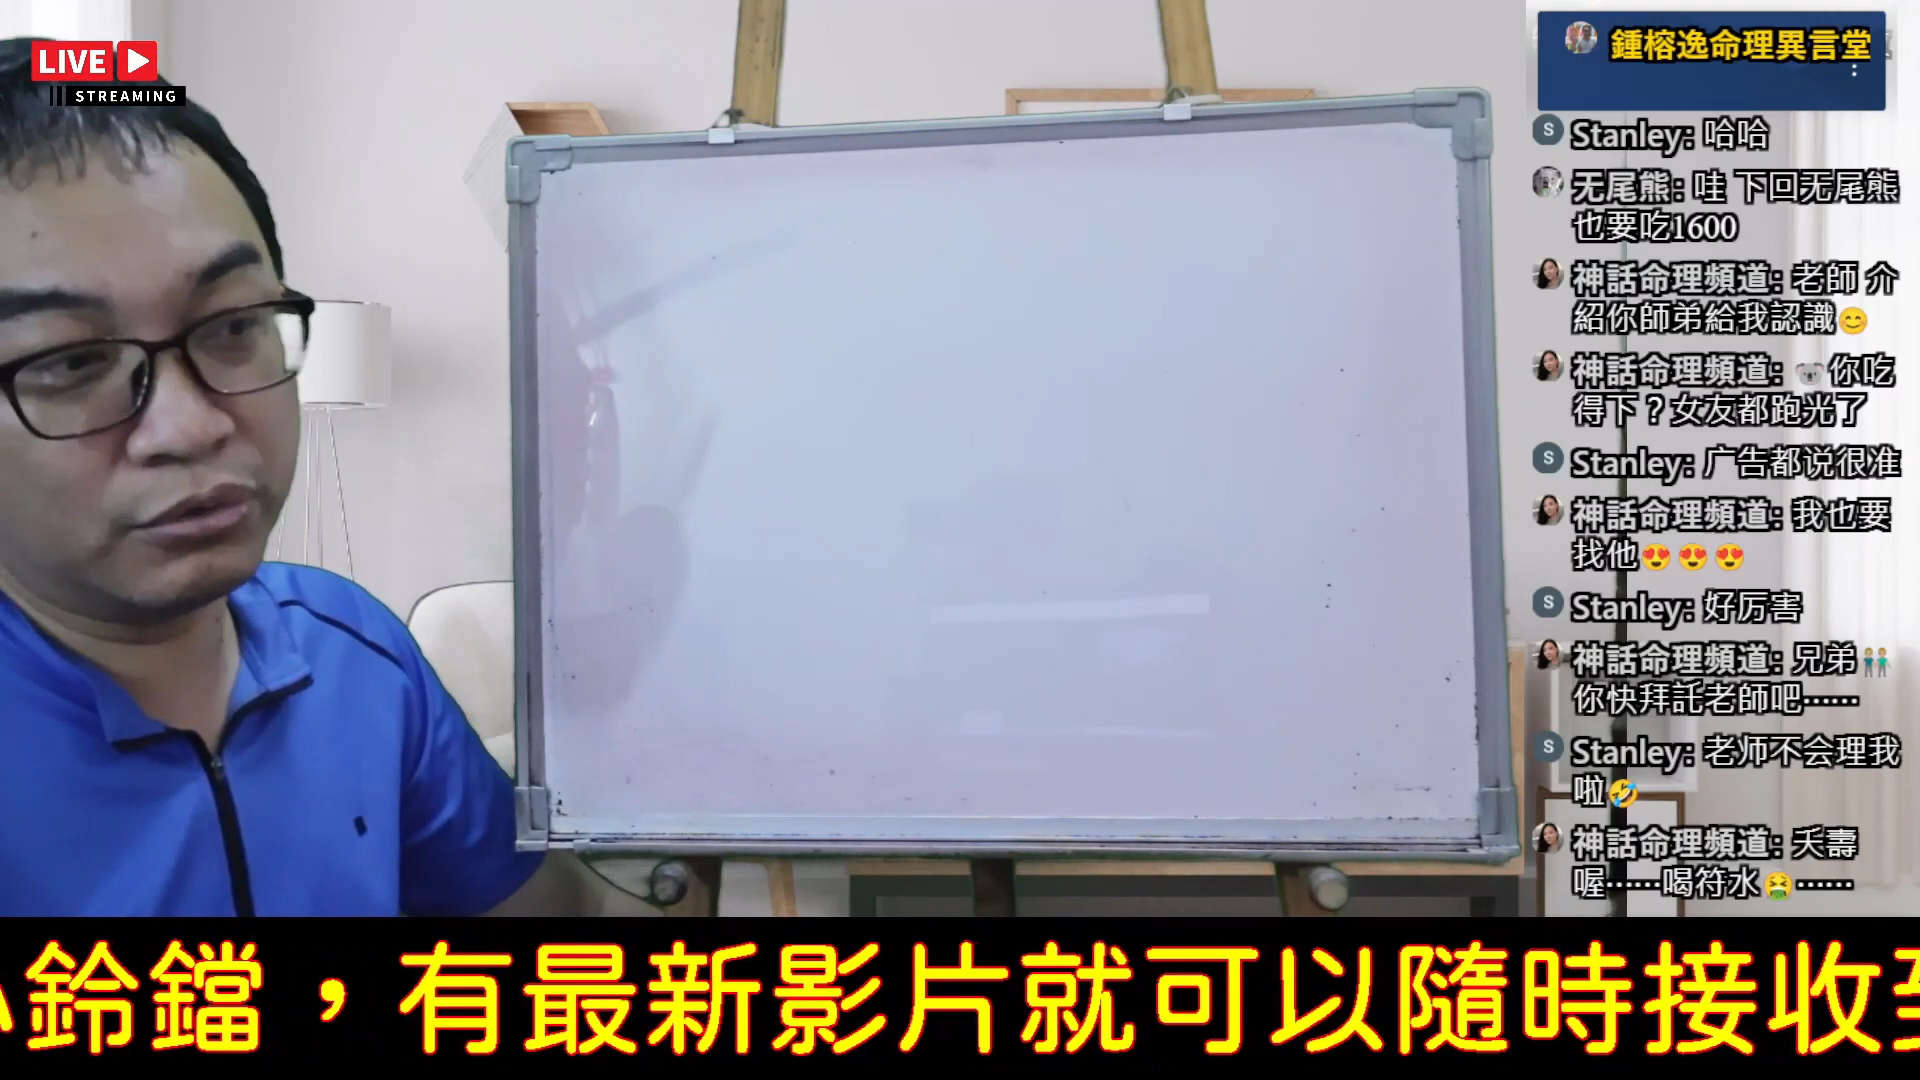 LIVE
STREAMING
鍾榕逸命理異言堂
Stanley: 哈哈
无尾熊: 哇 下回无尾熊
也要吃1600
神話命理頻道: 老師 介
紹你師弟給我認識😊
神話命理頻道: 🐨你吃
得下？女友都跑光了
Stanley: 广告都说很准
神話命理頻道: 我也要
找他😍😍😍
Stanley: 好厉害
神話命理頻道: 兄弟👬
你快拜託老師吧⋯⋯
Stanley: 老师不会理我
啦🤣
神話命理頻道: 夭壽
喔⋯⋯喝符水🤮⋯⋯
鈴鐺，有最新影片就可以隨時接收